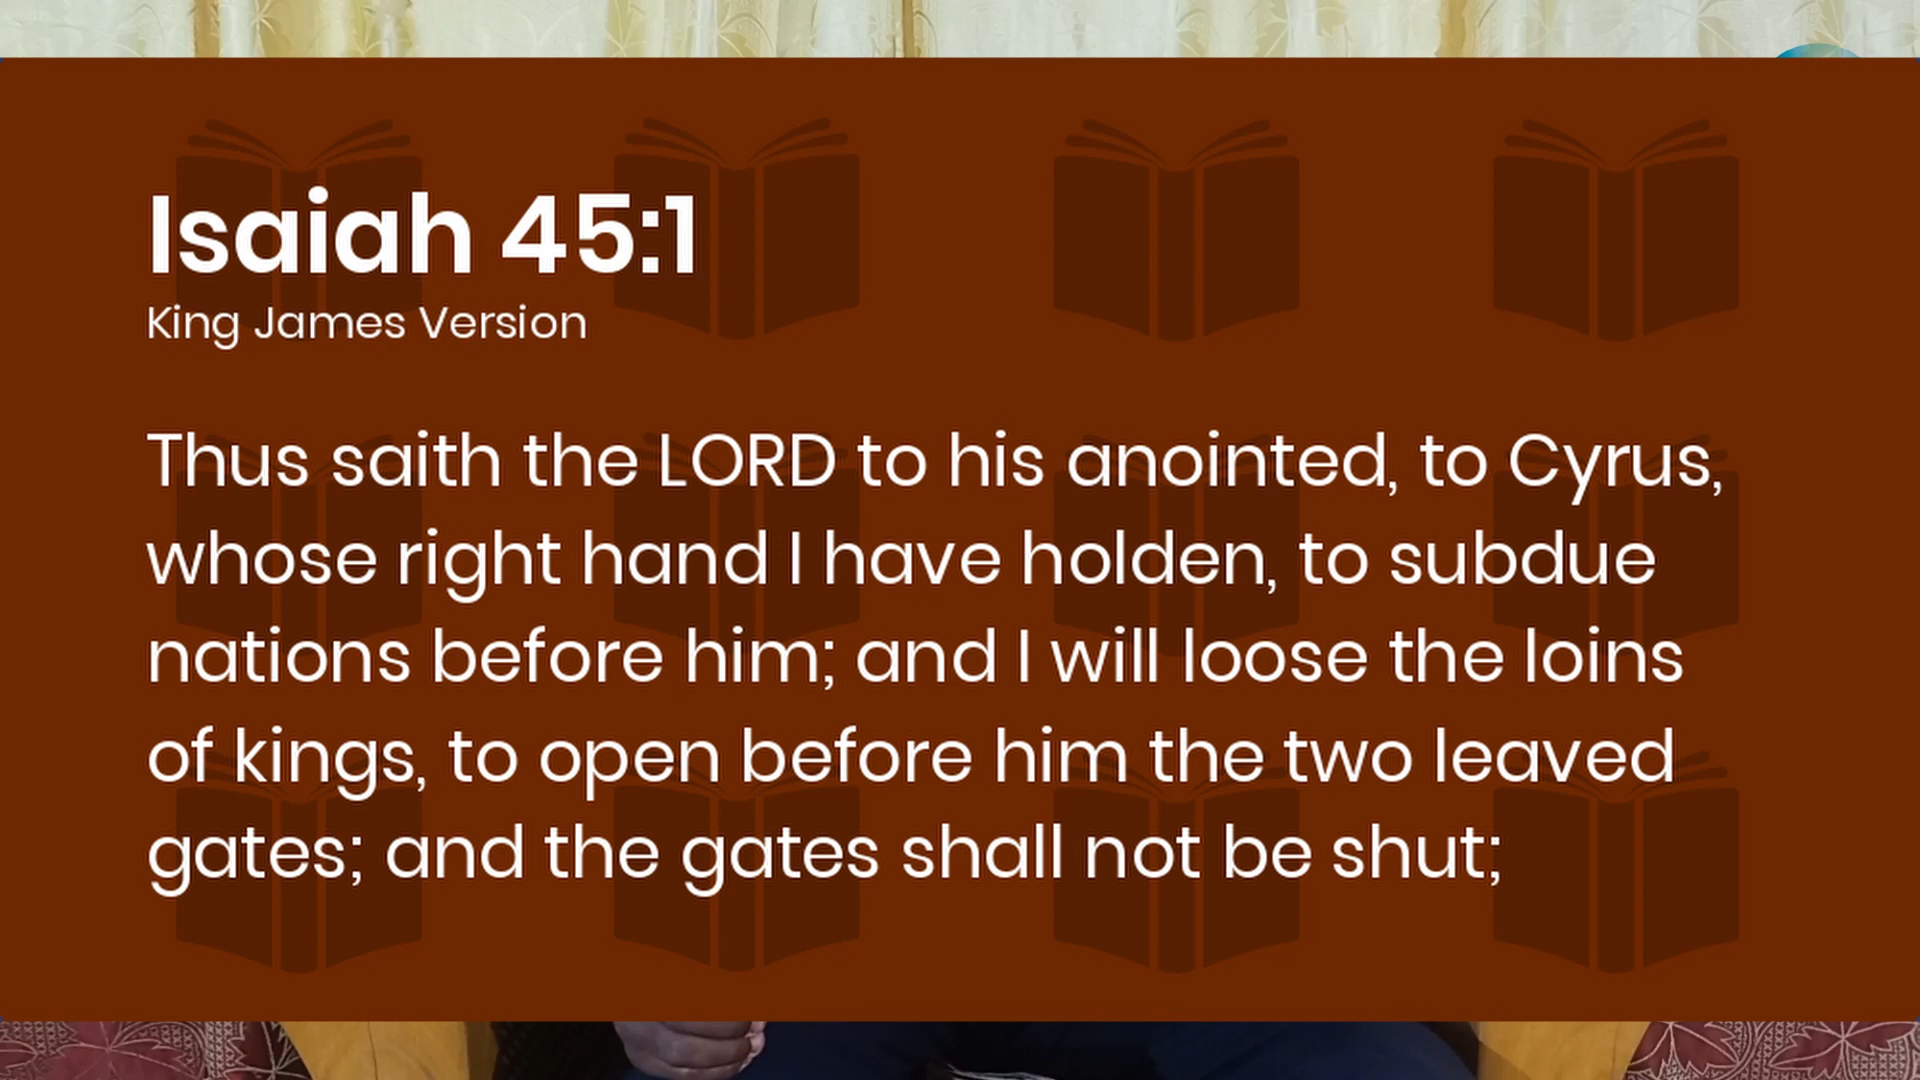 Isaiah 45:1
King James Version
Thus saith the LORD to his anointed, to Cyrus,
whose right hand I have holden, to subdue
nations before him; and I will loose the loins
of kings, to open before him the two leaved
gates; and the gates shall not be shut;